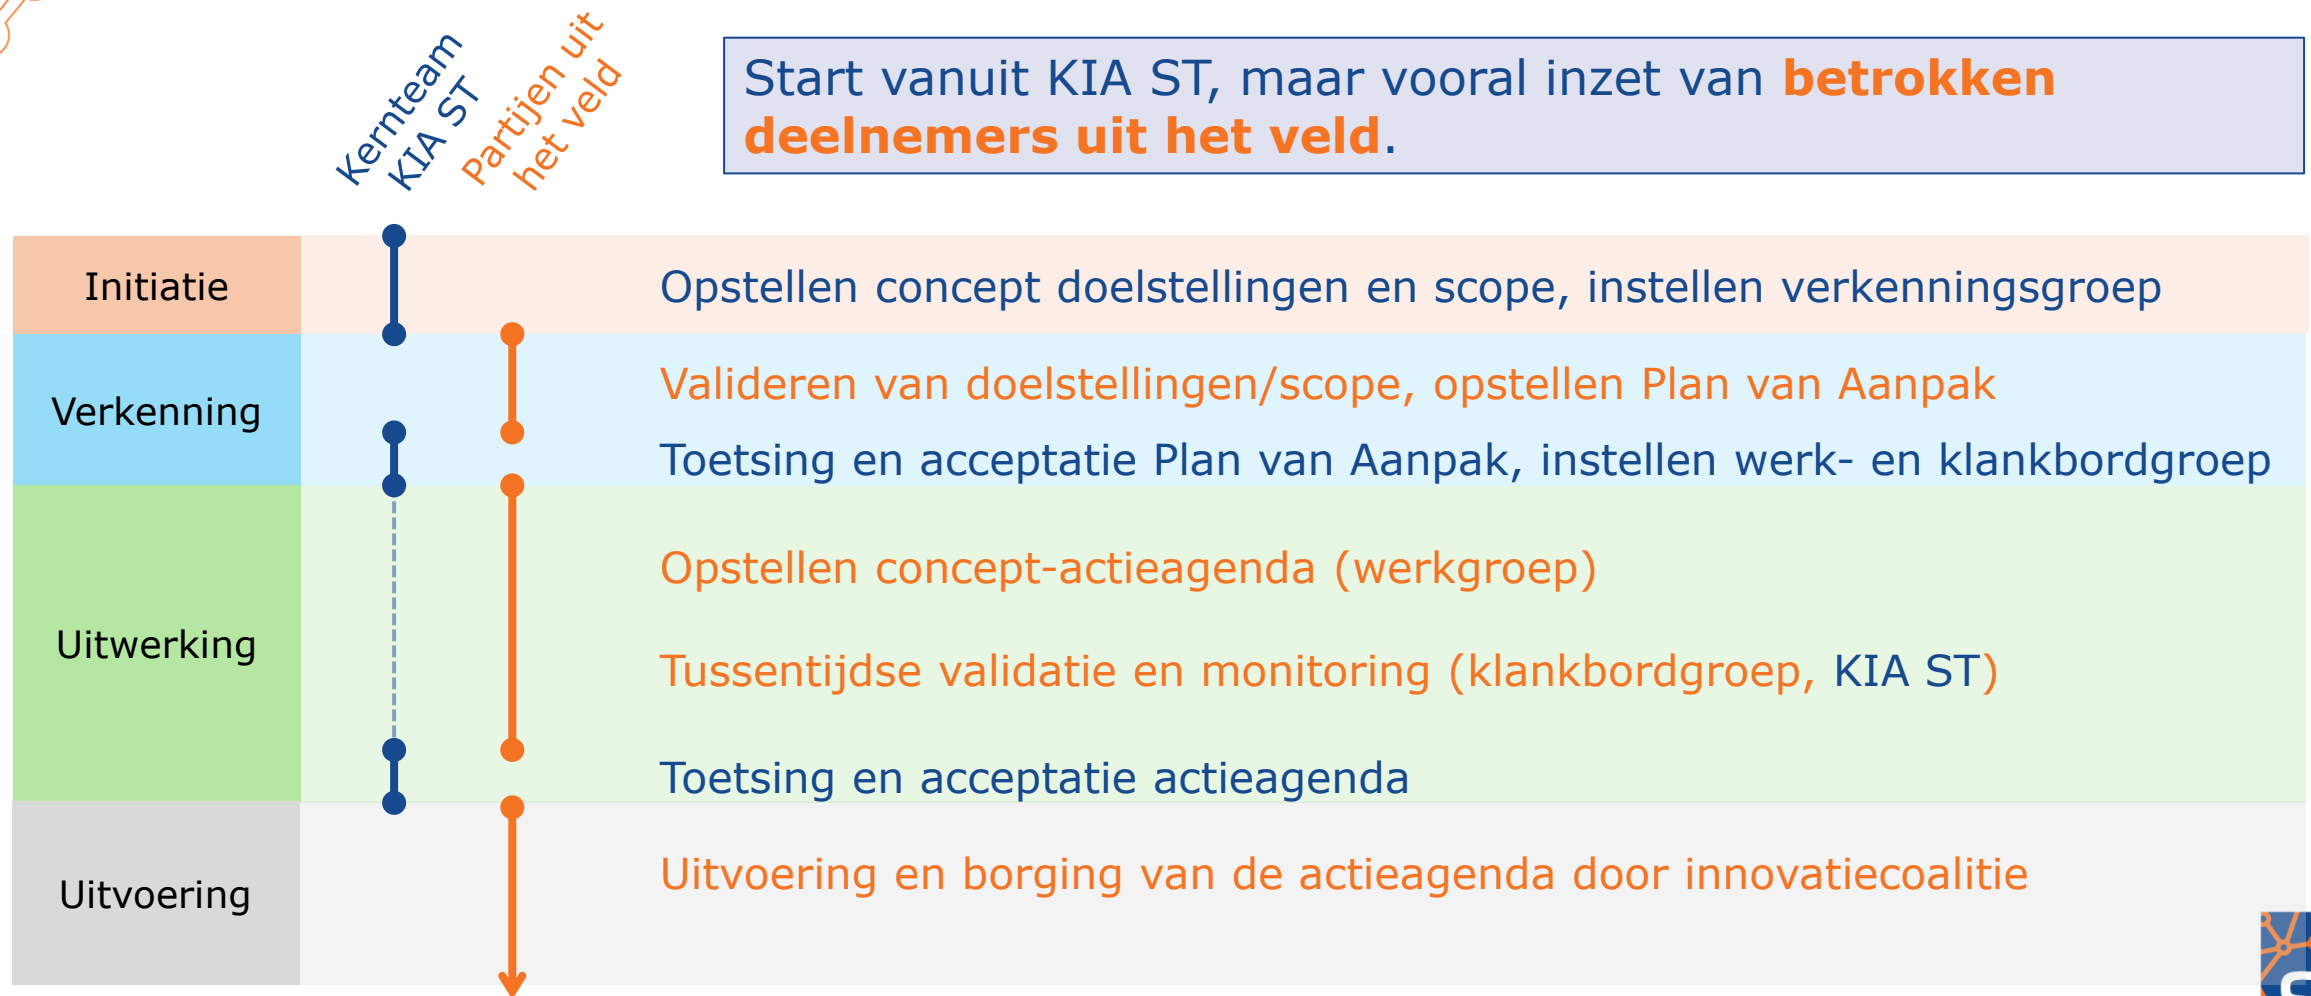 Kernteam
KIA ST
Partijen uit
het veld
Start vanuit KIA ST, maar vooral inzet van betrokken
deelnemers uit het veld.
Initiatie
Opstellen concept doelstellingen en scope, instellen verkenningsgroep
Verkenning
Valideren van doelstellingen/scope, opstellen Plan van Aanpak
Toetsing en acceptatie Plan van Aanpak, instellen werk- en klankbordgroep
Uitwerking
Opstellen concept-actieagenda (werkgroep)
Tussentijdse validatie en monitoring (klankbordgroep, KIA ST)
Toetsing en acceptatie actieagenda
Uitvoering
Uitvoering en borging van de actieagenda door innovatiecoalitie